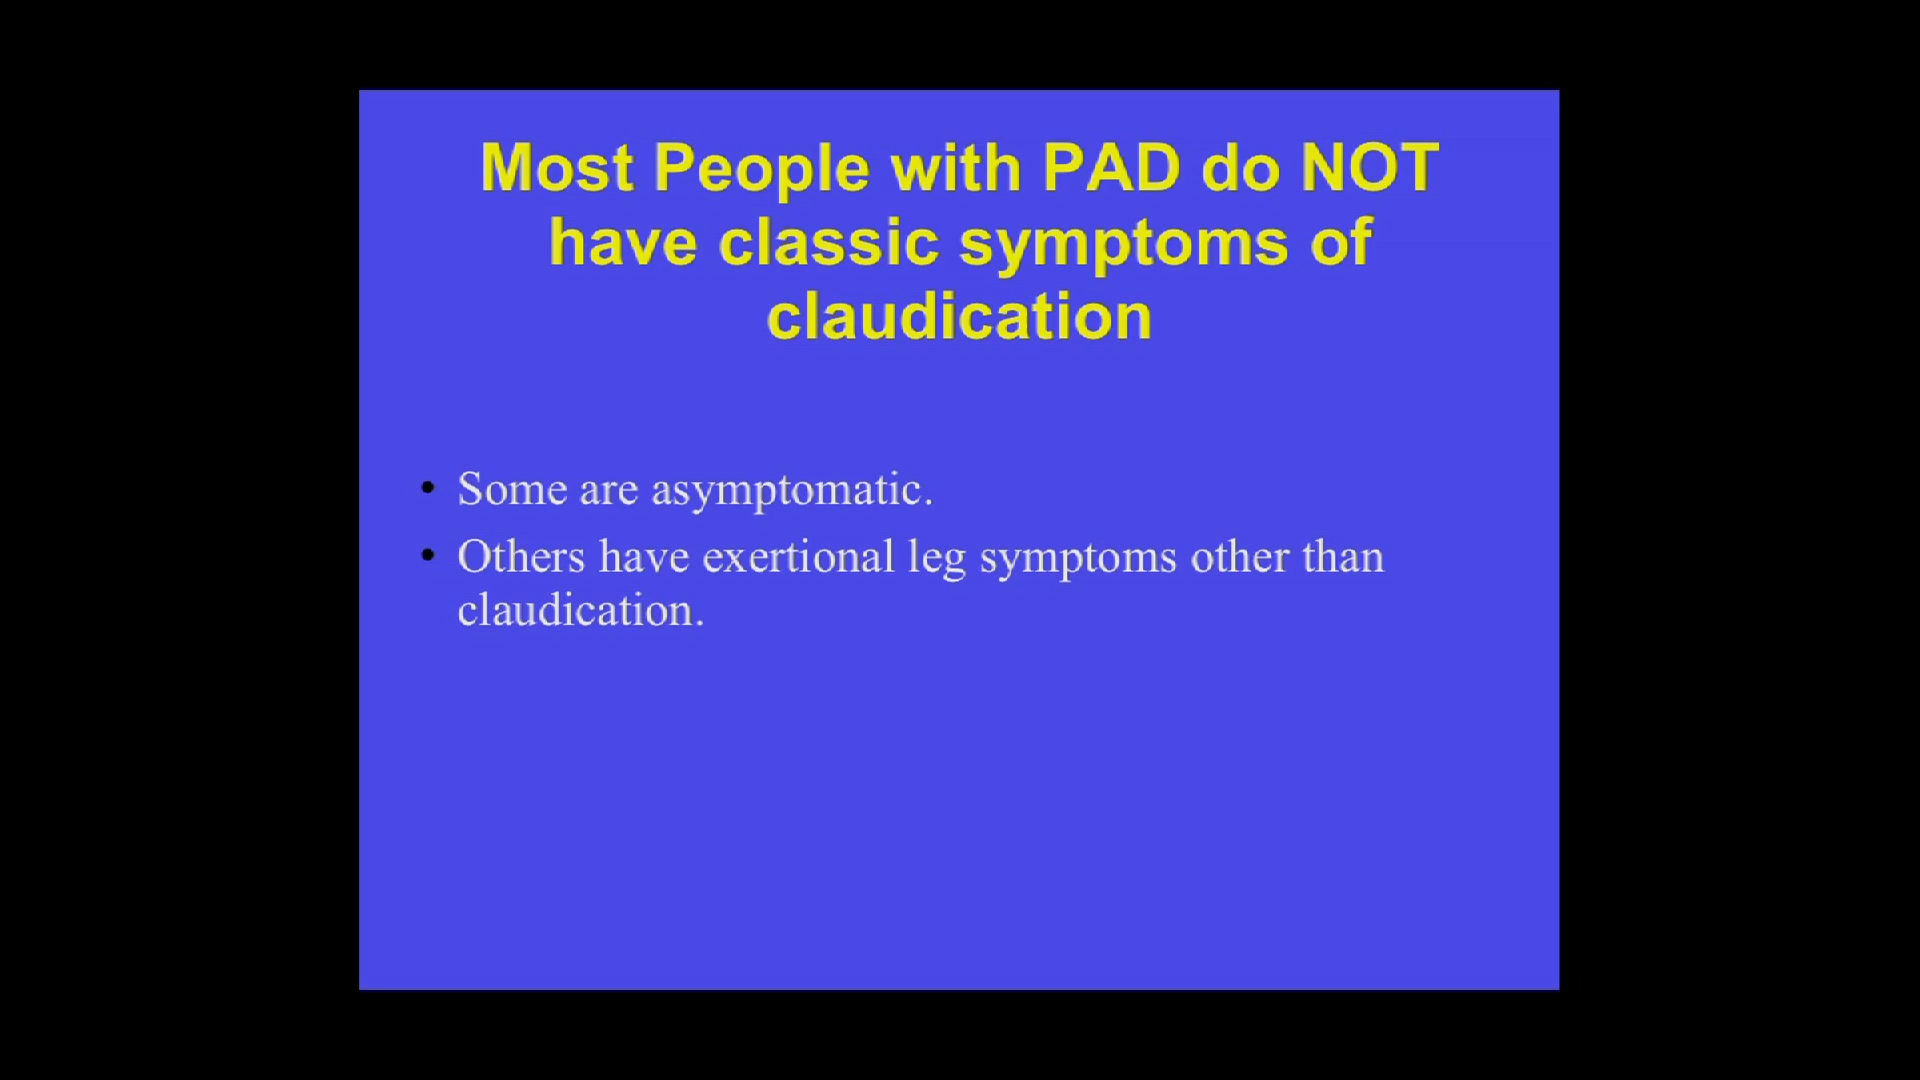 Most People with PAD do NOT
have classic symptoms of
claudication
• Some are asymptomatic.
• Others have exertional leg symptoms other than
claudication.